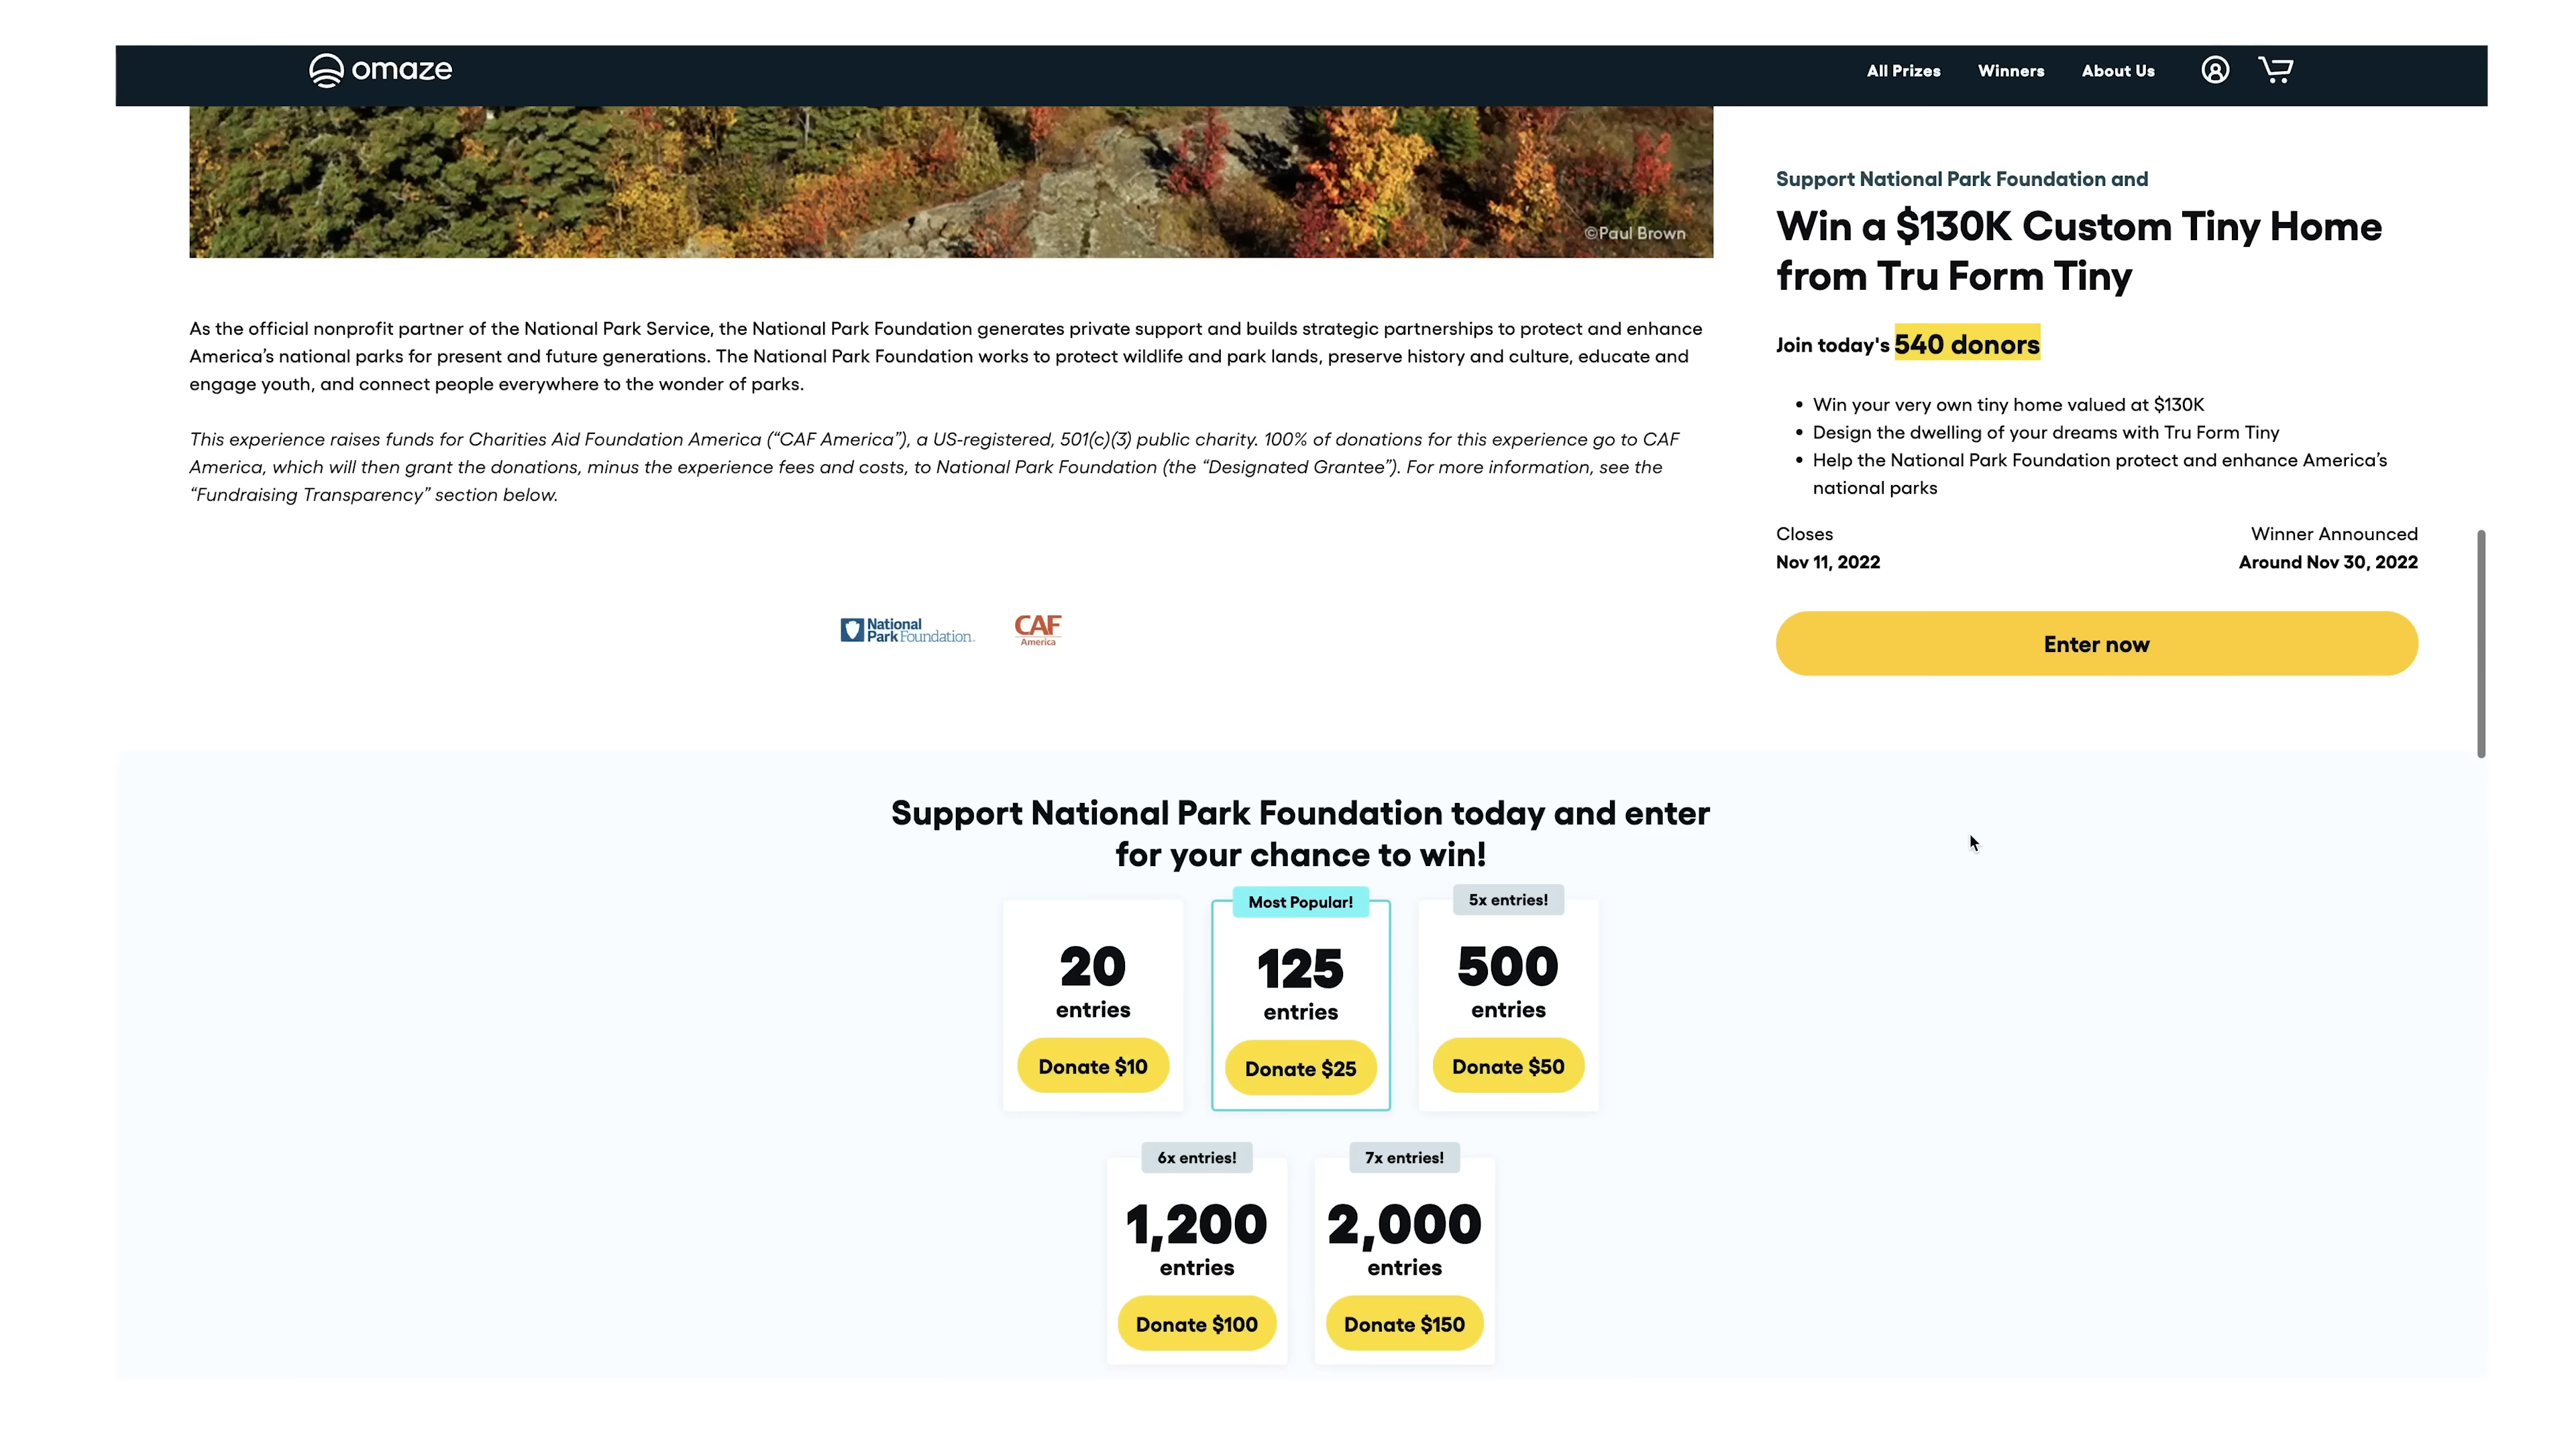 omaze
All Prizes Winners About Us
©Paul Brown
As the official nonprofit partner of the National Park Service, the National Park Foundation generates private support and builds strategic partnerships to protect and enhance
America’s national parks for present and future generations. The National Park Foundation works to protect wildlife and park lands, preserve history and culture, educate and
engage youth, and connect people everywhere to the wonder of parks.
This experience raises funds for Charities Aid Foundation America (“CAF America”), a US-registered, 501(c)(3) public charity. 100% of donations for this experience go to CAF
America, which will then grant the donations, minus the experience fees and costs, to National Park Foundation (the “Designated Grantee”). For more information, see the
“Fundraising Transparency” section below.
National
Park Foundation.
CAF
America
Support National Park Foundation and
Win a $130K Custom Tiny Home
from Tru Form Tiny
Join today's 540 donors
• Win your very own tiny home valued at $130K
• Design the dwelling of your dreams with Tru Form Tiny
• Help the National Park Foundation protect and enhance America’s
national parks
Closes
Nov 11, 2022
Winner Announced
Around Nov 30, 2022
Enter now
Support National Park Foundation today and enter
for your chance to win!
20
entries
Donate $10
Most Popular!
125
entries
Donate $25
5x entries!
500
entries
Donate $50
6x entries!
1,200
entries
Donate $100
7x entries!
2,000
entries
Donate $150